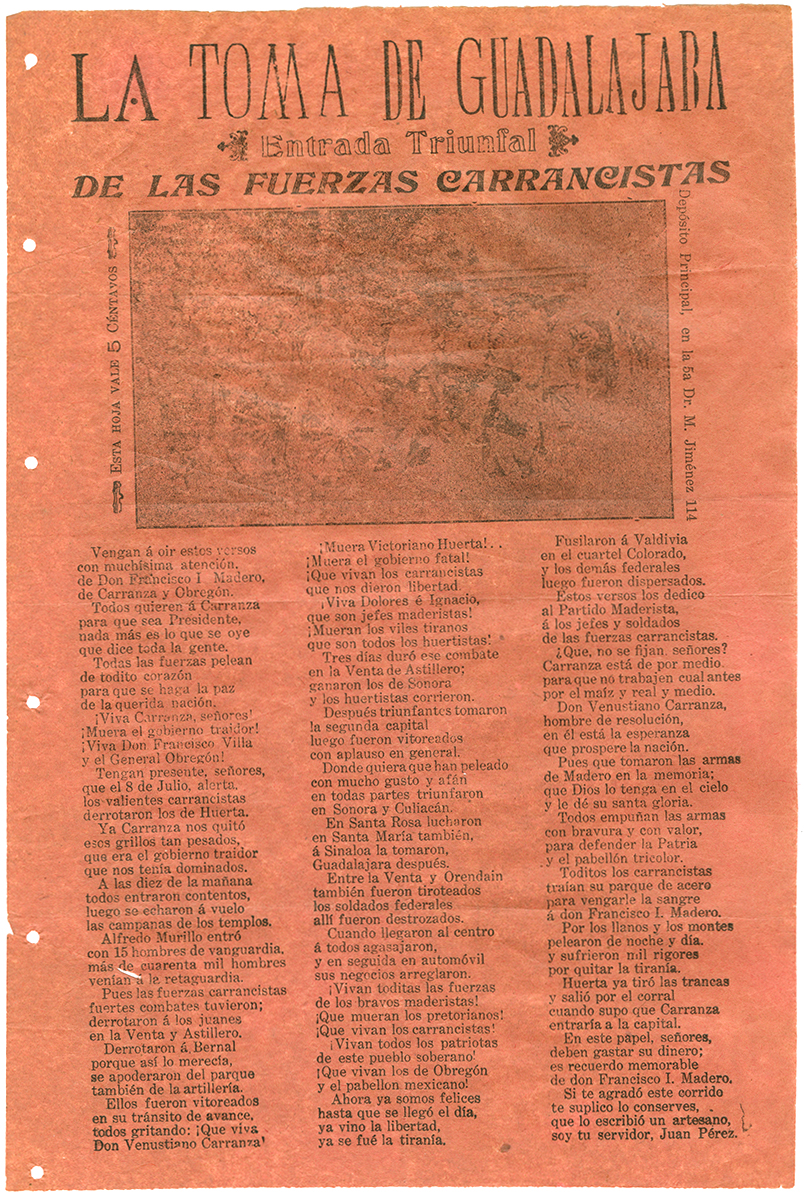 LA TOMA DE GUADALAJARA
Entrada Triunfal
DE LAS FUERZAS CARRANCISTAS
ESTA HOJA VALE 5 CÉNTAVOS
Depósito Principal, en la 5a Dr. M. Jiménez 114
Vengan á oir estos versos
con muchísima atención,
de Don Francisco I. Madero,
de Carranza y Obregón.
Todos quieren á Carranza
para que sea Presidente,
nada más es lo que se oye
que dice toda la gente.
Todas las fuerzas pelean
de todito corazón
para que se haga la paz
de la querida nación.
¡Viva Carranza, señores!
¡Muera el gobierno traidor!
¡Viva Don Francisco Villa
y el General Obregón!
Tengan presente, señores,
que el 8 de Julio, alerta,
los valientes carrancistas
derrotaron los de Huerta.
Ya Carranza nos quitó
esos grillos tan pesados,
que era el gobierno traidor
que nos tenía dominados.
A las diez de la mañana
todos entraron contentos,
luego se echaron á vuelo
las campanas de los templos.
Alfredo Murillo entró
con 15 hombres de vanguardia,
más de cuarenta mil hombres
venían á la retaguardia.
Pues las fuerzas carrancistas
fuertes combates tuvieron;
derrotaron á los juanes
en la Venta y Astillero.
Derrotaron á Bernal
porque así lo merecía,
se apoderaron del parque
también de la artillería.
Ellos fueron vitoreados
en su tránsito de avance,
todos gritando: ¡Que viva
Don Venustiano Carranza!
¡Muera Victoriano Huerta!..
¡Muera el gobierno fatal!
¡Que vivan los carrancistas
que nos dieron libertad.
¡Viva Dolores é Ignacio,
que son jefes maderistas!
¡Mueran los viles tiranos
que son todos los huertistas!
Tres días duró ese combate
en la Venta de Astillero;
ganaron los de Sonora
y los huertistas corrieron.
Después triunfantes tomaron
la segunda capital
luego fueron vitoreados
con aplauso en general.
Donde quiera que han peleado
con mucho gusto y afán
en todas partes triunfaron
en Sonora y Culiacán.
En Santa Rosa lucharon
en Santa María también,
á Sinaloa la tomaron,
Guadalajara después.
Entre la Venta y Orendain
también fueron tiroteados
los soldados federales
allí fueron destrozados.
Cuando llegaron al centro
á todos agasajaron,
y en seguida en automóvil
sus negocios arreglaron.
¡Vivan toditas las fuerzas
de los bravos maderistas!
¡Que mueran los pretorianos!
¡Que vivan los carrancistas!
¡Vivan todos los patriotas
de este pueblo soberano!
¡Que vivan los de Obregón
y el pabellon mexicano!
Ahora ya somos felices
hasta que se llegó el día,
ya vino la libertad,
ya se fué la tiranía.
Fusilaron á Valdivia
en el cuartel Colorado,
y los demás federales
luego fueron dispersados.
Estos versos los dedico
al Partido Maderista,
á los jefes y soldados
de las fuerzas carrancistas.
¿Que, no se fijan, señores?
Carranza está de por medio
para que no trabajen cual antes
por el maíz y real y medio.
Don Venustiano Carranza,
hombre de resolución,
en él está la esperanza
que prospere la nación.
Pues que tomaron las armas
de Madero en la memoria;
que Dios lo tenga en el cielo
y le dé su santa gloria.
Todos empuñan las armas
con bravura y con valor,
para defender la Patria
y el pabellón tricolor.
Toditos los carrancistas
traían su parque de acero
para vengarle la sangre
á don Francisco I. Madero.
Por los llanos y los montes
pelearon de noche y día.
y sufrieron mil rigores
por quitar la tiranía.
Huerta ya tiró las trancas
y salió por el corral
cuando supo que Carranza
entraría a la capital.
En este papel, señores,
deben gastar su dinero;
es recuerdo memorable
de don Francisco I. Madero.
Si te agradó este corrido
te suplico lo conserves,
que lo escribió un artesano,
soy tu servidor, Juan Pérez.